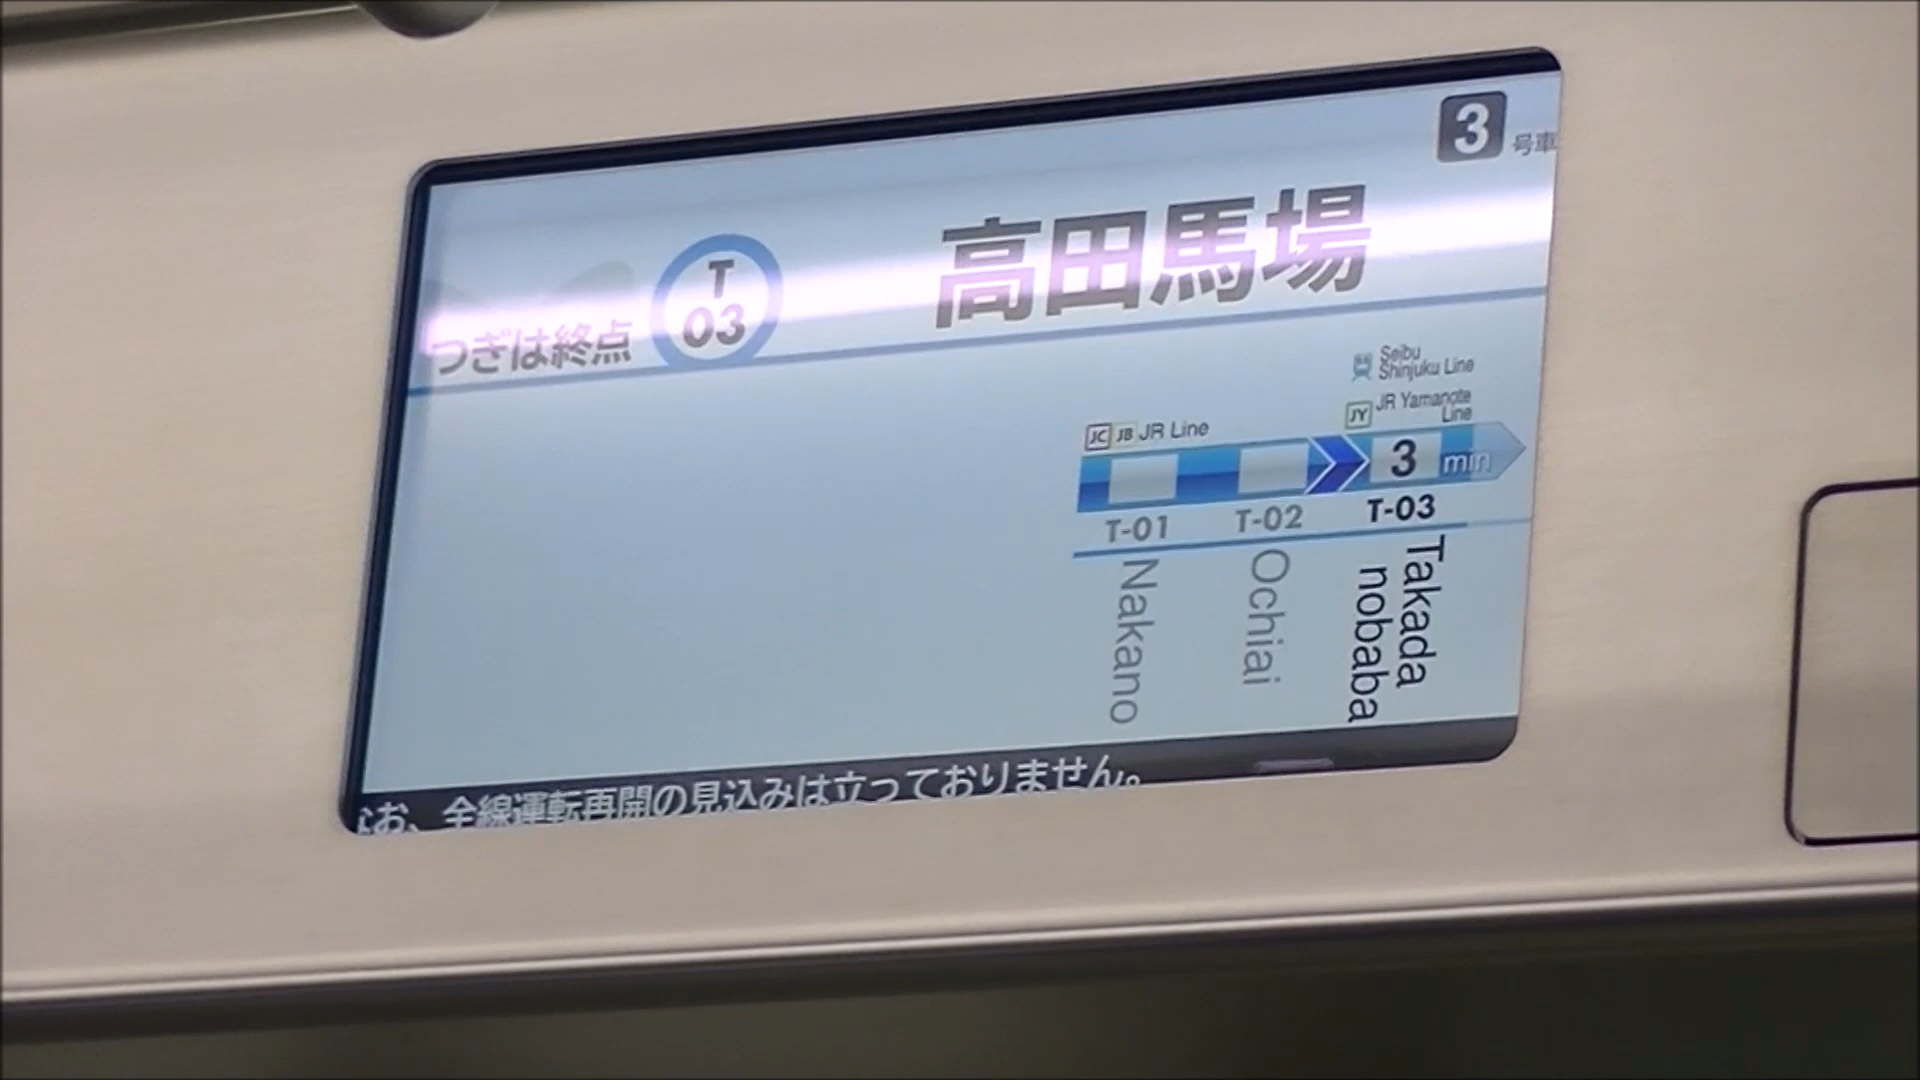 3 号車
つぎは終点
T
03
高田馬場
Seibu
Shinjuku Line
JY JR Yamanote
Line
JC JB JR Line
3 min
T-01
T-02
T-03
Nakano
Ochiai
Takada
nobaba
なお、全線運転再開の見込みは立っておりません。